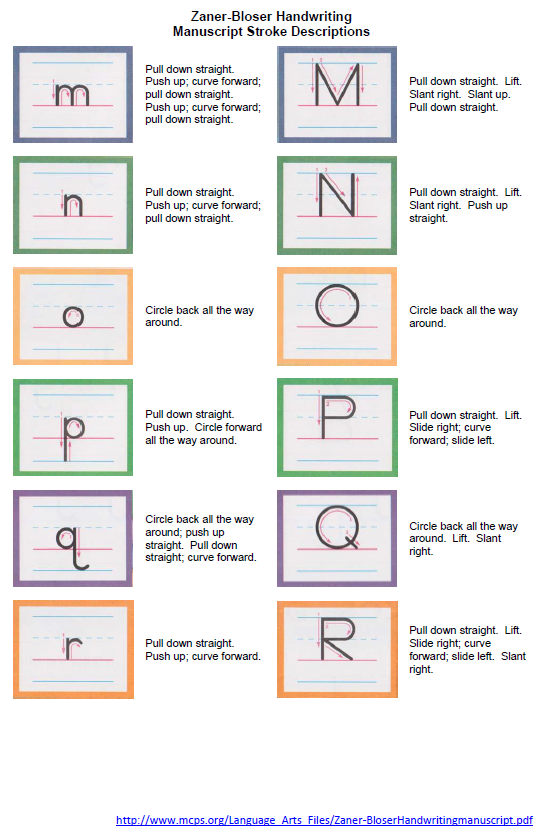 Zaner-Bloser Handwriting
Manuscript Stroke Descriptions
m
Pull down straight.
Push up; curve forward;
pull down straight.
Push up; curve forward;
pull down straight.
M
Pull down straight. Lift.
Slant right. Slant up.
Pull down straight.
n
Pull down straight.
Push up; curve forward;
pull down straight.
N
Pull down straight. Lift.
Slant right. Push up
straight.
o
Circle back all the way
around.
O
Circle back all the way
around.
p
Pull down straight.
Push up. Circle forward
all the way around.
P
Pull down straight. Lift.
Slide right; curve
forward; slide left.
q
Circle back all the way
around; push up
straight. Pull down
straight; curve forward.
Q
Circle back all the way
around. Lift. Slant
right.
r
Pull down straight.
Push up; curve forward.
R
Pull down straight. Lift.
Slide right; curve
forward; slide left. Slant
right.
http://www.mcps.org/Language_Arts_Files/Zaner-BloserHandwritingmanuscript.pdf